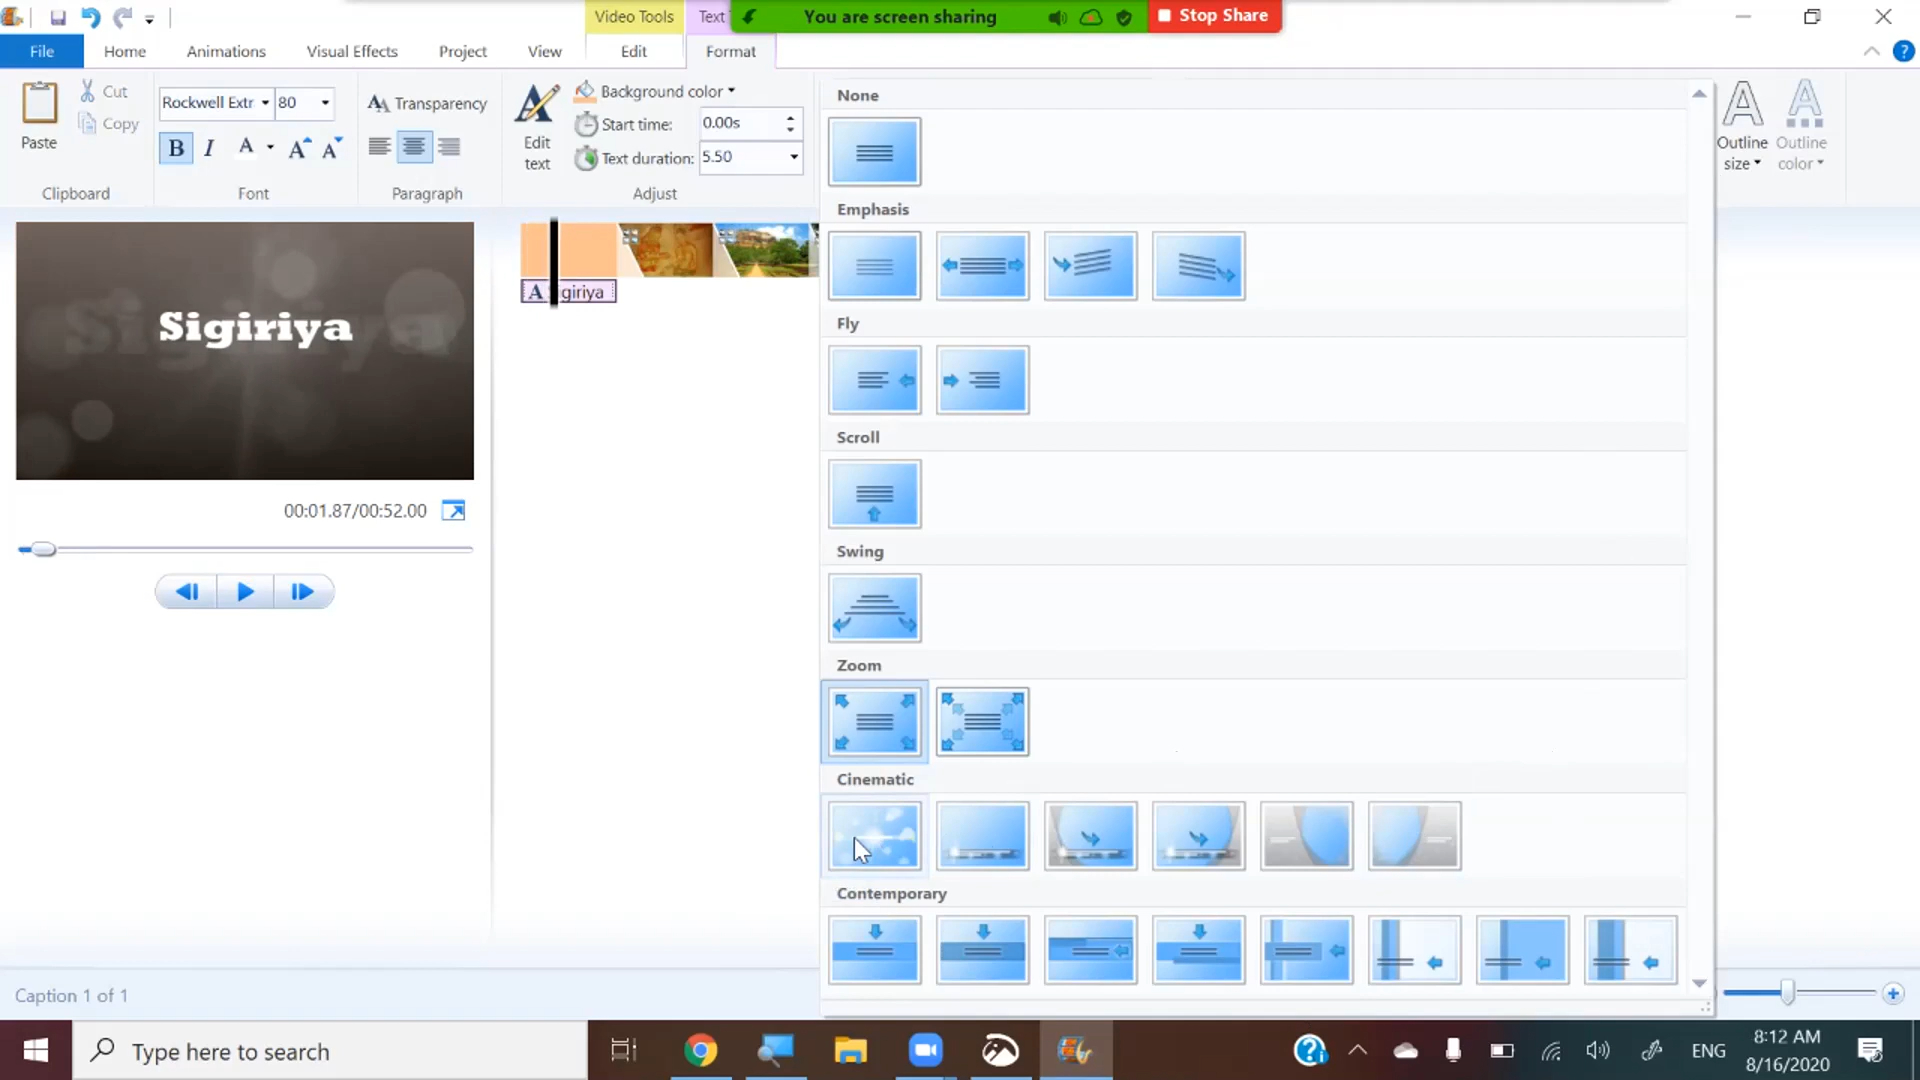 Video Tools
Text
You are screen sharing
Stop Share
File
Home
Animations
Visual Effects
Project
View
Edit
Format
Paste
Cut
Copy
Clipboard
Rockwell Extr
80
Font
Transparency
Paragraph
Edit text
Background color
Start time:
0.00s
Text duration:
5.50
Adjust
Outline size
Outline color
None
Emphasis
Fly
Scroll
Swing
Zoom
Cinematic
Contemporary
Sigiriya
Sigiriya
00:01.87/00:52.00
A
giriya
Caption 1 of 1
Type here to search
ENG
8:12 AM
8/16/2020